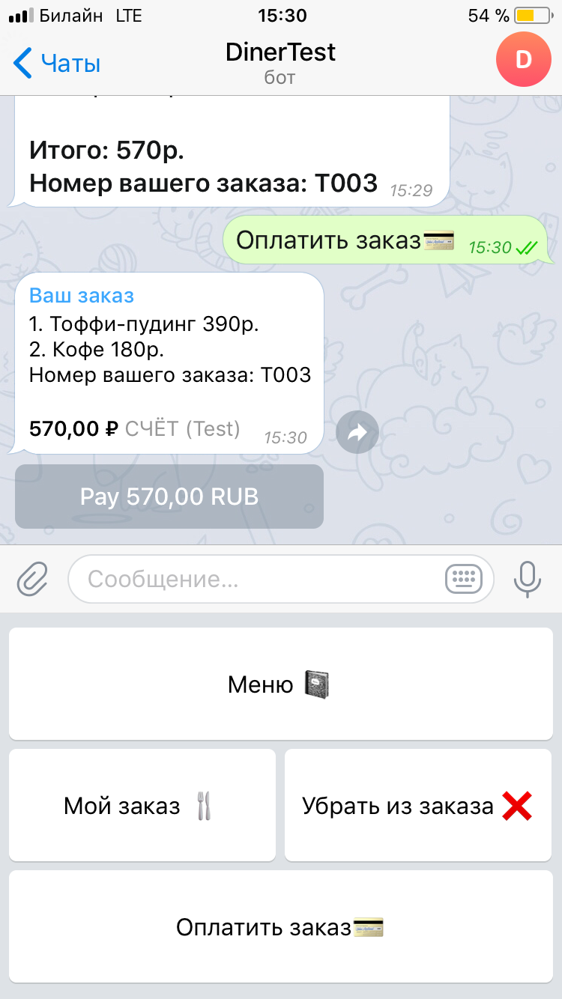 Билайн LTE 15:30 54 %
Чаты
DinerTest
бот
D
Итого: 570р.
Номер вашего заказа: T003 15:29
Оплатить заказ 15:30
Ваш заказ
1. Тоффи-пудинг 390р.
2. Кофе 180р.
Номер вашего заказа: T003
570,00 ₽ СЧЁТ (Test) 15:30
Pay 570,00 RUB
Сообщение...
Меню
Мой заказ
Убрать из заказа
Оплатить заказ